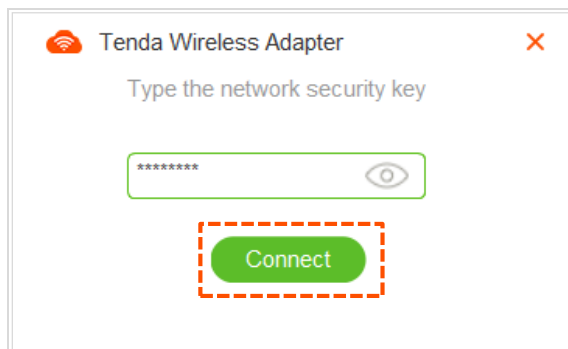 Tenda Wireless Adapter
Type the network security key
********
Connect